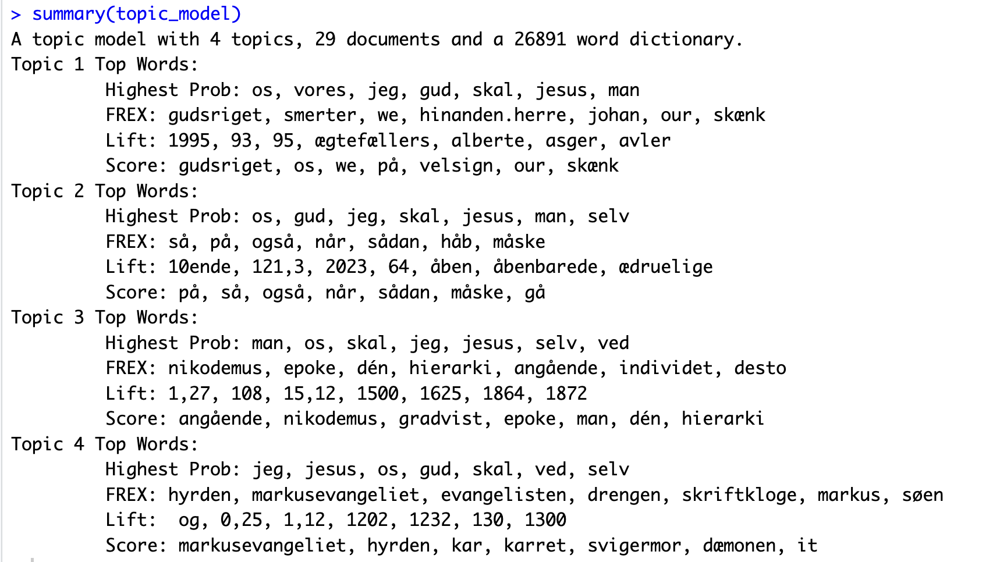 > summary(topic_model)
A topic model with 4 topics, 29 documents and a 26891 word dictionary.
Topic 1 Top Words:
Highest Prob: os, vores, jeg, gud, skal, jesus, man
FREX: gudsriget, smerter, we, hinanden.herre, johan, our, skænk
Lift: 1995, 93, 95, ægtefællers, alberte, asger, avler
Score: gudsriget, os, we, på, velsign, our, skænk
Topic 2 Top Words:
Highest Prob: os, gud, jeg, skal, jesus, man, selv
FREX: så, på, også, når, sådan, håb, måske
Lift: 10ende, 121,3, 2023, 64, åben, åbenbarede, ædruelige
Score: på, så, også, når, sådan, måske, gå
Topic 3 Top Words:
Highest Prob: man, os, skal, jeg, jesus, selv, ved
FREX: nikodemus, epoke, dén, hierarki, angående, individet, desto
Lift: 1,27, 108, 15,12, 1500, 1625, 1864, 1872
Score: angående, nikodemus, gradvist, epoke, man, dén, hierarki
Topic 4 Top Words:
Highest Prob: jeg, jesus, os, gud, skal, ved, selv
FREX: hyrden, markusevangeliet, evangelisten, drengen, skriftkloge, markus, søen
Lift:  og, 0,25, 1,12, 1202, 1232, 130, 1300
Score: markusevangeliet, hyrden, kar, karret, svigermor, dæmonen, it